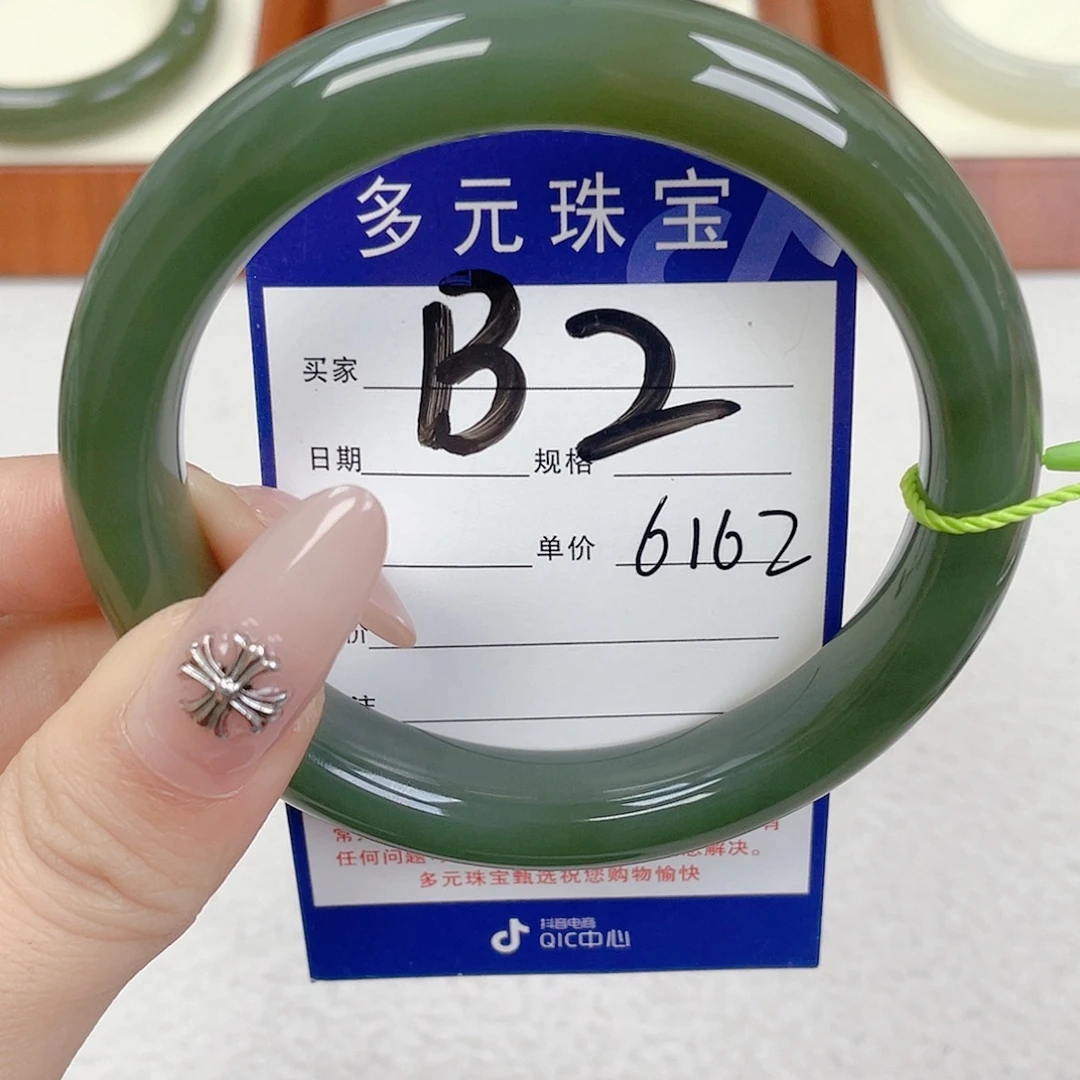 多元珠宝
B2
买家
日期 规格
单价 6162
价
注
任何问题 解决。
多元珠宝甄选祝您购物愉快
抖音电商
QIC中心